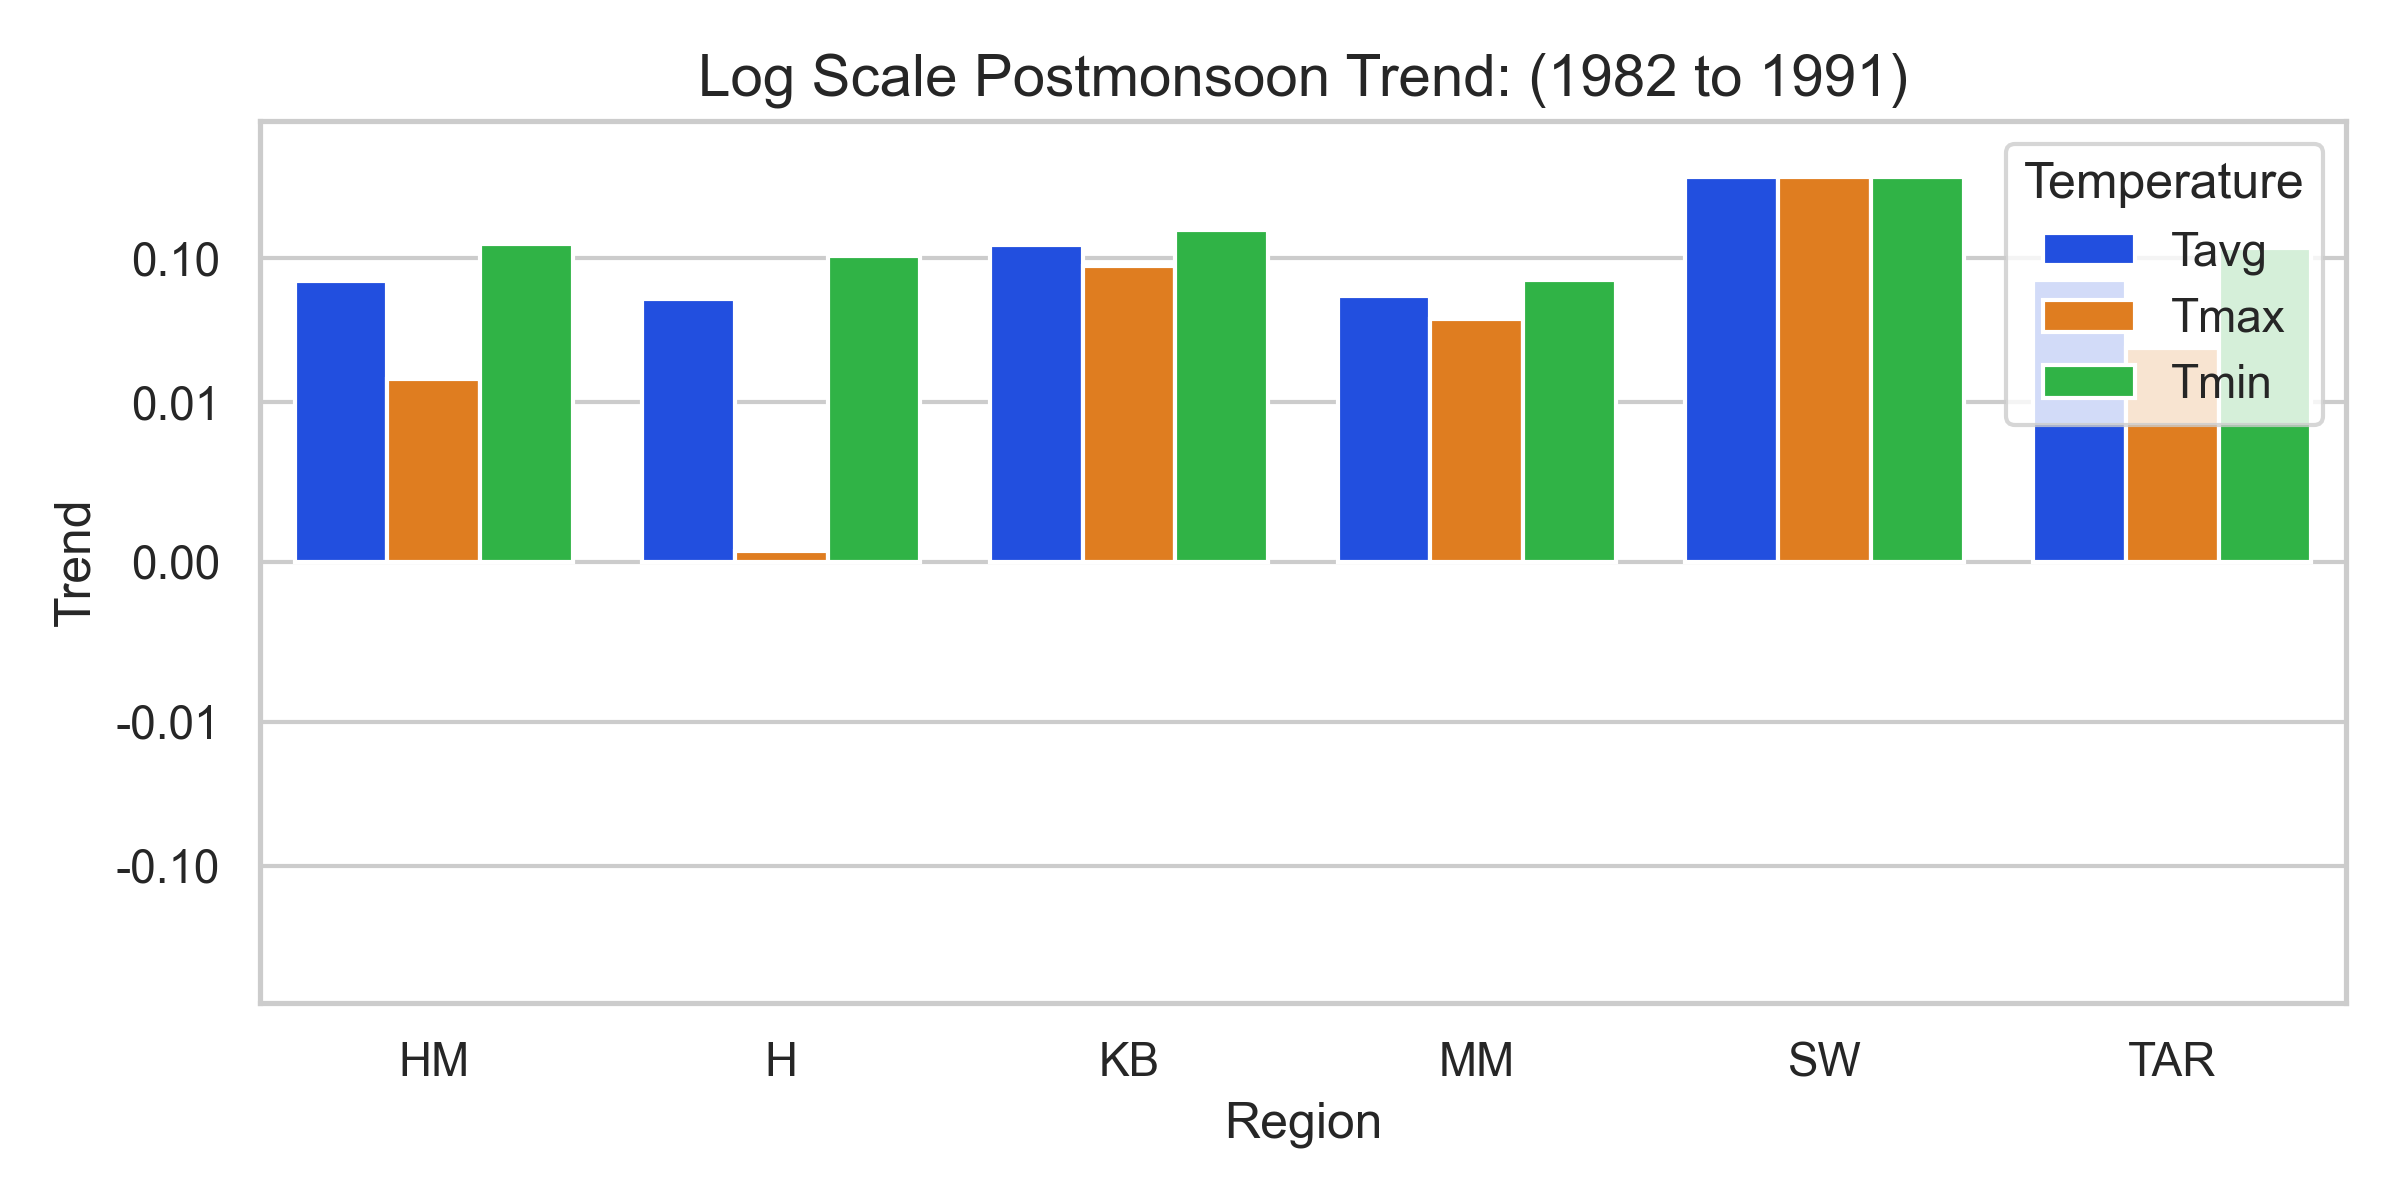 Log Scale Postmonsoon Trend: (1982 to 1991)
Temperature
Tavg
Tmax
Tmin
0.10
0.01
0.00
-0.01
-0.10
Trend
HM H KB MM SW TAR
Region